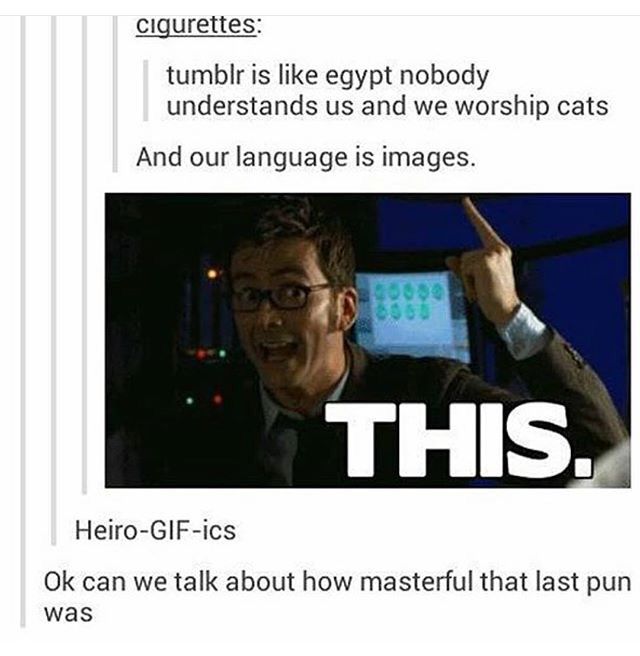 cigurettes:
tumblr is like egypt nobody
understands us and we worship cats
And our language is images.
THIS.
Heiro-GIF-ics
Ok can we talk about how masterful that last pun
was